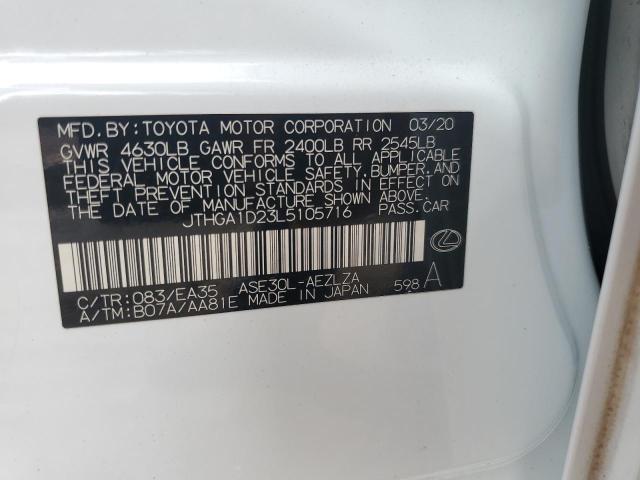 MFD. BY: TOYOTA MOTOR CORPORATION 03/20
GVWR 4630LB GAWR FR 2400LB RR 2545LB
THIS VEHICLE CONFORMS TO ALL APPLICABLE
FEDERAL MOTOR VEHICLE SAFETY, BUMPER, AND
THEFT PREVENTION STANDARDS IN EFFECT ON
THE DATE OF MANUFACTURE SHOWN ABOVE.
JTHGA1D23L5105716 PASS. CAR
C/TR: 083/EA35 ASE30L-AEZLZA
A/TM: B07A/AA81E MADE IN JAPAN 598 A